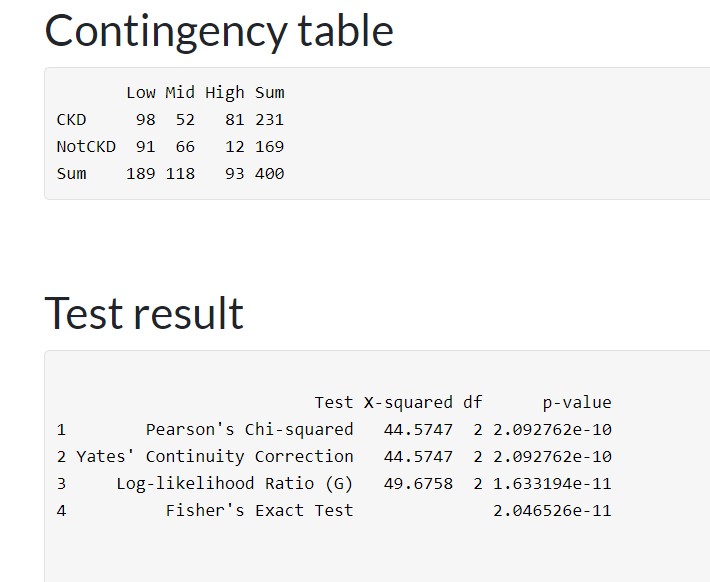 Contingency table
Low Mid High Sum
CKD 98 52 81 231
NotCKD 91 66 12 169
Sum 189 118 93 400
Test result
Test X-squared df p-value
1 Pearson's Chi-squared 44.5747 2 2.092762e-10
2 Yates' Continuity Correction 44.5747 2 2.092762e-10
3 Log-likelihood Ratio (G) 49.6758 2 1.633194e-11
4 Fisher's Exact Test 2.046526e-11